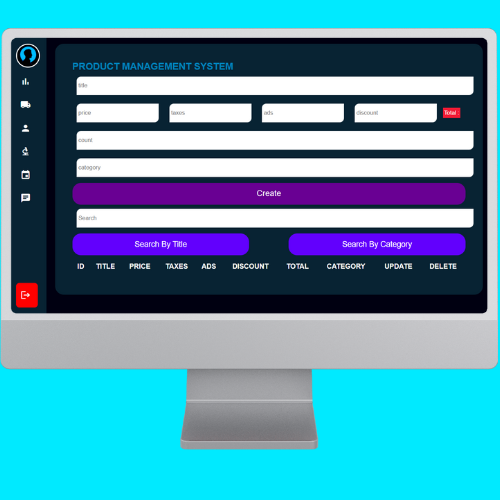 PRODUCT MANAGEMENT SYSTEM
title
price taxes ads discount Total
count
category
Create
Search
Search By Title Search By Category
ID TITLE PRICE TAXES ADS DISCOUNT TOTAL CATEGORY UPDATE DELETE